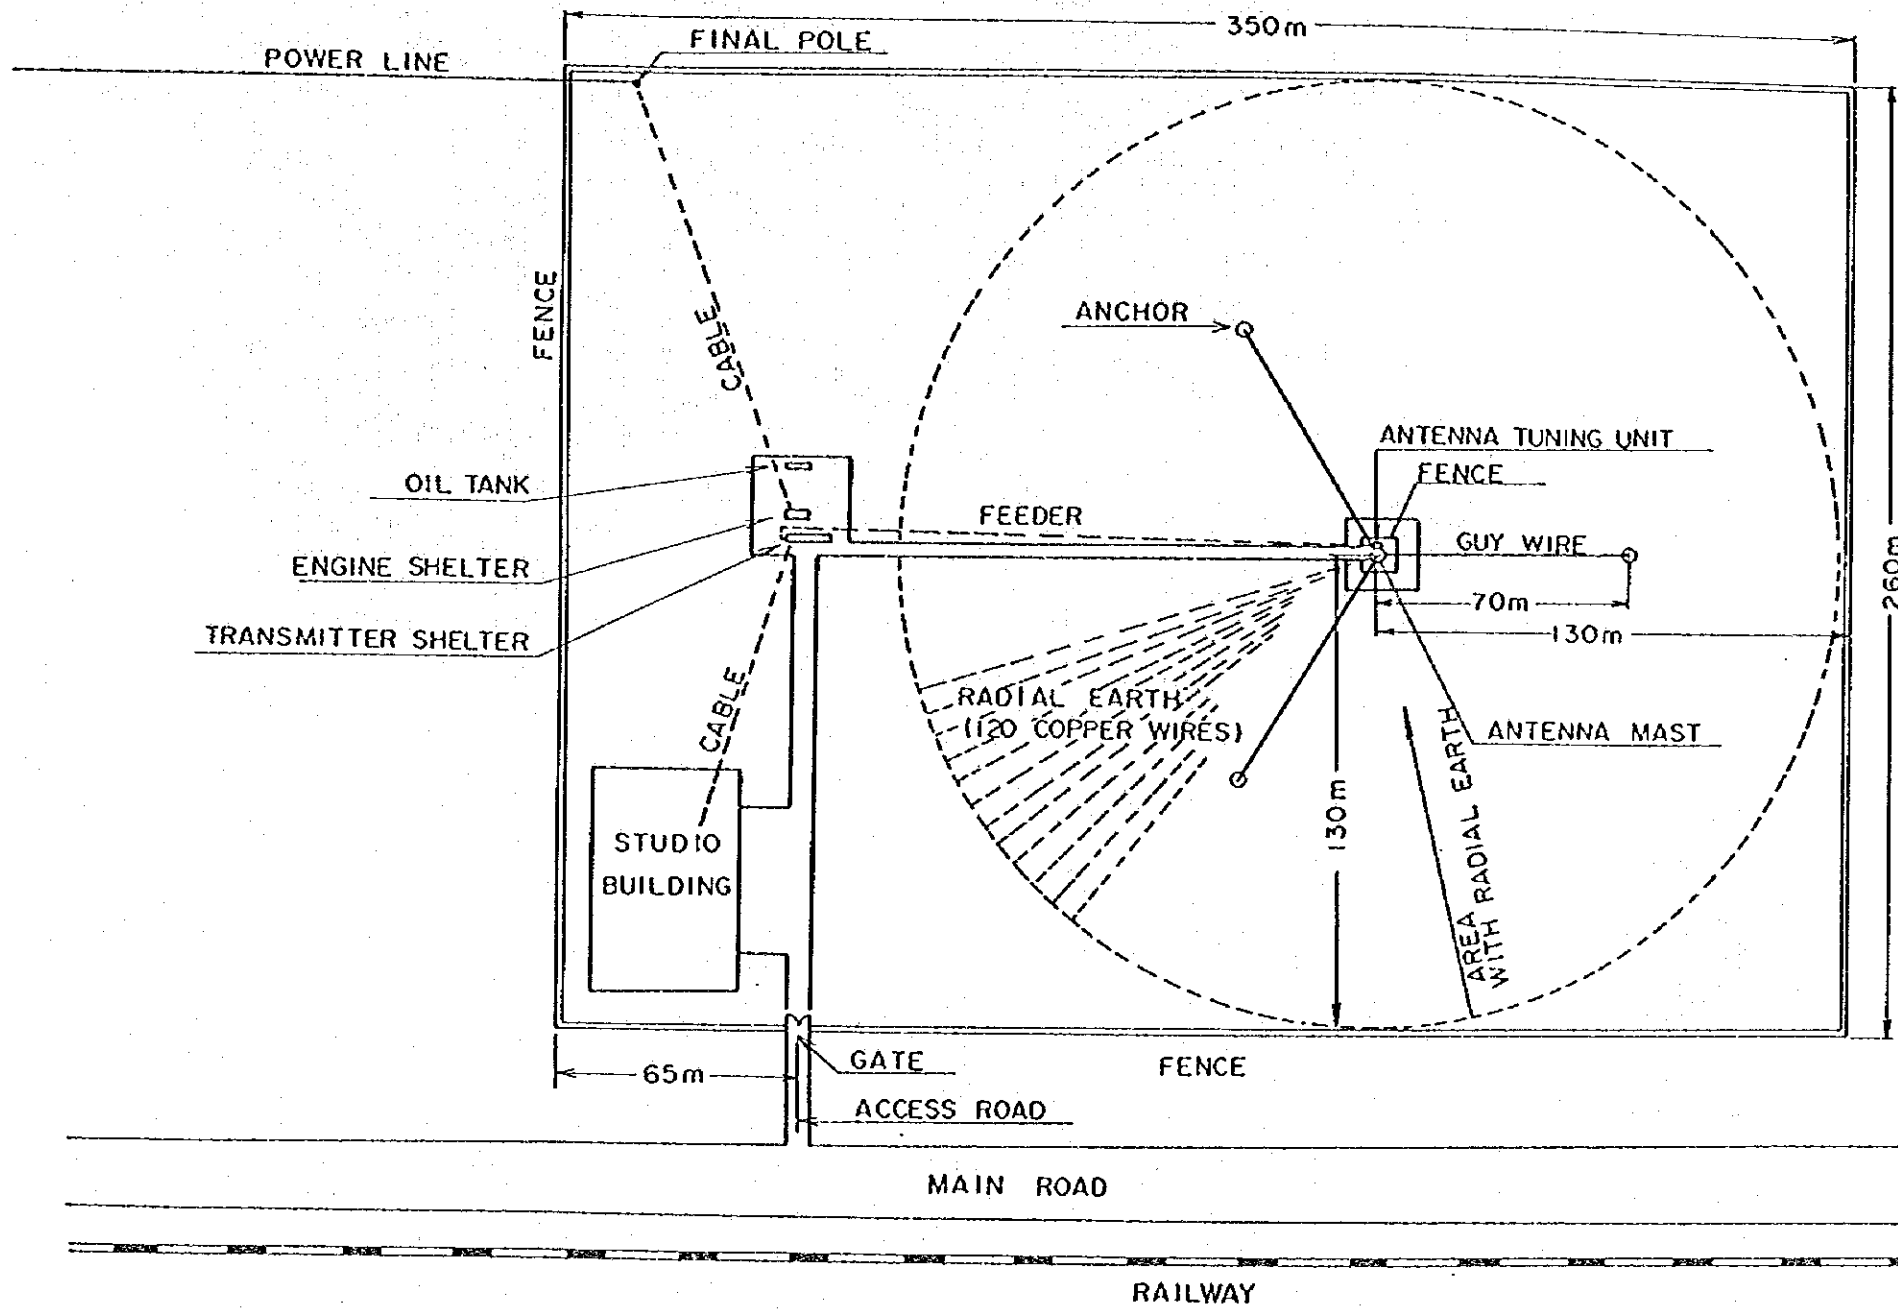 350m
FINAL POLE
POWER LINE
FENCE
CABLE
ANCHOR
ANTENNA TUNING UNIT
FENCE
OIL TANK
FEEDER
GUY WIRE
ENGINE SHELTER
70m
260m
TRANSMITTER SHELTER
130m
CABLE
RADIAL EARTH
(120 COPPER WIRES)
ANTENNA MAST
130m
AREA
WITH RADIAL EARTH
STUDIO
BUILDING
65m
GATE
FENCE
ACCESS ROAD
MAIN ROAD
RAILWAY